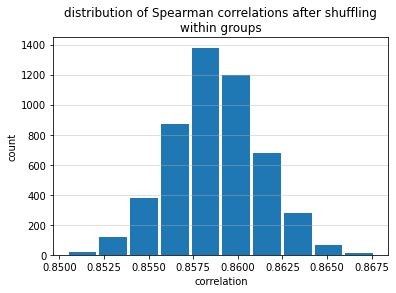 distribution of Spearman correlations after shuffling
within groups
1400
1200
1000
800
600
400
200
0
count
0.8500 0.8525 0.8550 0.8575 0.8600 0.8625 0.8650 0.8675
correlation